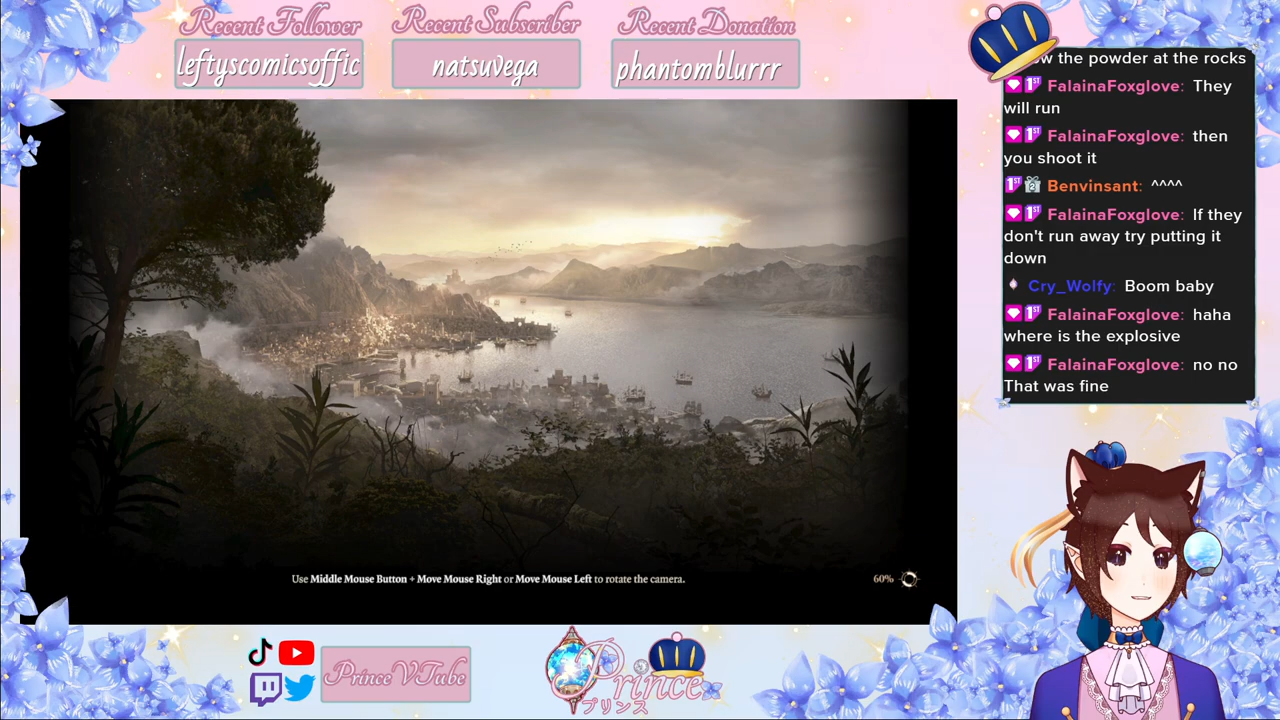 Recent Follower
Recent Subscriber
Recent Donation
leftyscomicsoffic
natsuvega
phantomblurrr
the powder at the rocks
FalainaFoxglove: They
will run
FalainaFoxglove: then
you shoot it
Benvinsant: ^^^^
FalainaFoxglove: If they
don't run away try putting it
down
Cry_Wolfy: Boom baby
FalainaFoxglove: haha
where is the explosive
FalainaFoxglove: no no
That was fine
Use Middle Mouse Button + Move Mouse Right or Move Mouse Left to rotate the camera.
60%
Prince VTube
Prince
プリンス